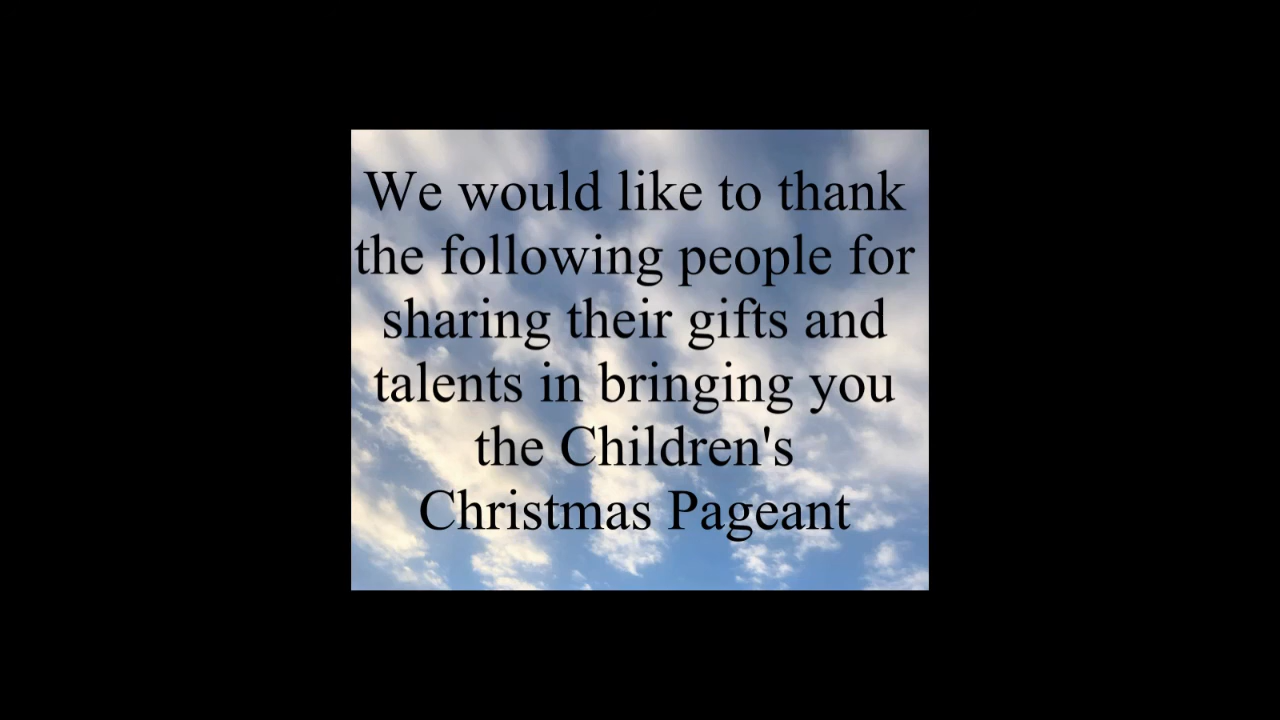 We would like to thank
the following people for
sharing their gifts and
talents in bringing you
the Children's
Christmas Pageant